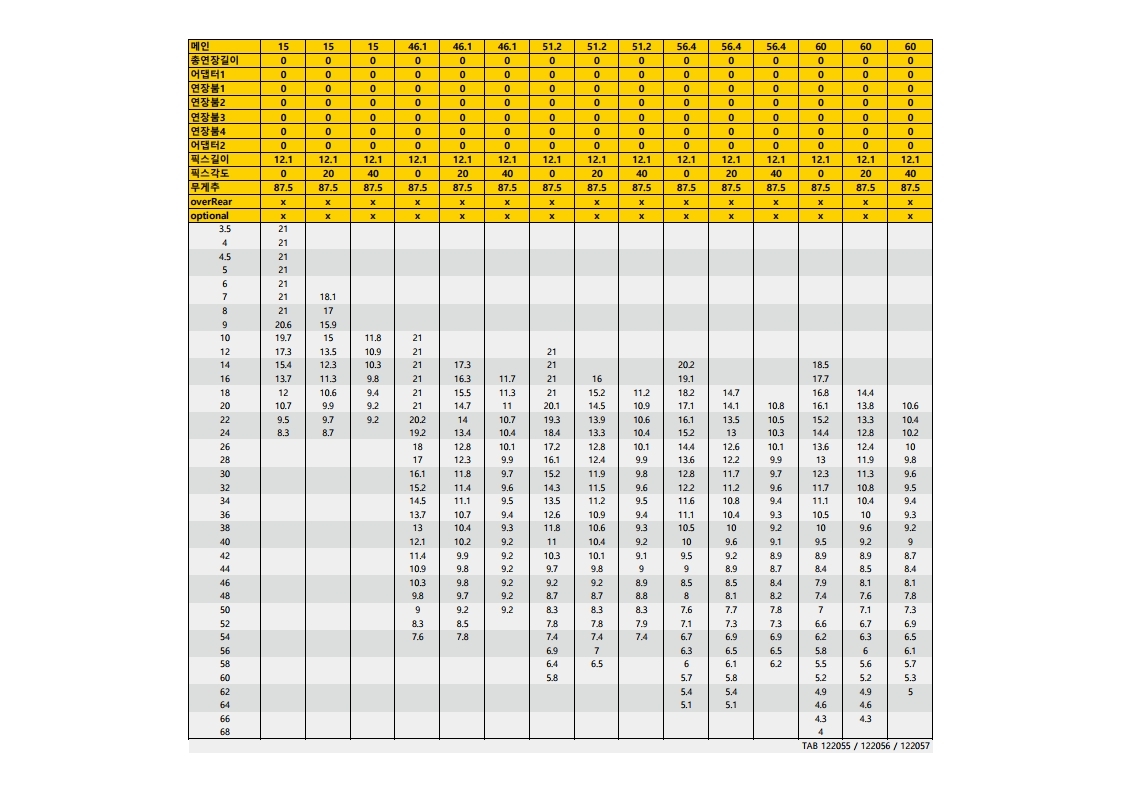 메인 15 15 15 46.1 46.1 46.1 51.2 51.2 51.2 56.4 56.4 56.4 60 60 60
총연장길이 0 0 0 0 0 0 0 0 0 0 0 0 0 0 0
어댑터1 0 0 0 0 0 0 0 0 0 0 0 0 0 0 0
연장붐1 0 0 0 0 0 0 0 0 0 0 0 0 0 0 0
연장붐2 0 0 0 0 0 0 0 0 0 0 0 0 0 0 0
연장붐3 0 0 0 0 0 0 0 0 0 0 0 0 0 0 0
연장붐4 0 0 0 0 0 0 0 0 0 0 0 0 0 0 0
어댑터2 0 0 0 0 0 0 0 0 0 0 0 0 0 0 0
픽스길이 12.1 12.1 12.1 12.1 12.1 12.1 12.1 12.1 12.1 12.1 12.1 12.1 12.1 12.1 12.1
픽스각도 0 20 40 0 20 40 0 20 40 0 20 40 0 20 40
무게추 87.5 87.5 87.5 87.5 87.5 87.5 87.5 87.5 87.5 87.5 87.5 87.5 87.5 87.5 87.5
overRear x x x x x x x x x x x x x x x
optional x x x x x x x x x x x x x x x
3.5 21
4 21
4.5 21
5 21
6 21
7 21 18.1
8 21 17
9 20.6 15.9
10 19.7 15 11.8 21
12 17.3 13.5 10.9 21 21
14 15.4 12.3 10.3 21 17.3 21 20.2 18.5
16 13.7 11.3 9.8 21 16.3 11.7 21 16 19.1 17.7
18 12 10.6 9.4 21 15.5 11.3 21 15.2 11.2 18.2 14.7 16.8 14.4
20 10.7 9.9 9.2 21 14.7 11 20.1 14.5 10.9 17.1 14.1 10.8 16.1 13.8 10.6
22 9.5 9.7 9.2 20.2 14 10.7 19.3 13.9 10.6 16.1 13.5 10.5 15.2 13.3 10.4
24 8.3 8.7 19.2 13.4 10.4 18.4 13.3 10.4 15.2 13 10.3 14.4 12.8 10.2
26 18 12.8 10.1 17.2 12.8 10.1 14.4 12.6 10.1 13.6 12.4 10
28 17 12.3 9.9 16.1 12.4 9.9 13.6 12.2 9.9 13 11.9 9.8
30 16.1 11.8 9.7 15.2 11.9 9.8 12.8 11.7 9.7 12.3 11.3 9.6
32 15.2 11.4 9.6 14.3 11.5 9.6 12.2 11.2 9.6 11.7 10.8 9.5
34 14.5 11.1 9.5 13.5 11.2 9.5 11.6 10.8 9.4 11.1 10.4 9.4
36 13.7 10.7 9.4 12.6 10.9 9.4 11.1 10.4 9.3 10.5 10 9.3
38 13 10.4 9.3 11.8 10.6 9.3 10.5 10 9.2 10 9.6 9.2
40 12.1 10.2 9.2 11 10.4 9.2 10 9.6 9.1 9.5 9.2 9
42 11.4 9.9 9.2 10.3 10.1 9.1 9.5 9.2 8.9 8.9 8.9 8.7
44 10.9 9.8 9.2 9.7 9.8 9 9 8.9 8.7 8.4 8.5 8.4
46 10.3 9.8 9.2 9.2 9.2 8.9 8.5 8.5 8.4 7.9 8.1 8.1
48 9.8 9.7 9.2 8.7 8.7 8.8 8 8.1 8.2 7.4 7.6 7.8
50 9 9.2 9.2 8.3 8.3 8.3 7.6 7.7 7.8 7 7.1 7.3
52 8.3 8.5 7.8 7.8 7.9 7.1 7.3 7.3 6.6 6.7 6.9
54 7.6 7.8 7.4 7.4 7.4 6.7 6.9 6.9 6.2 6.3 6.5
56 6.9 7 6.3 6.5 6.5 5.8 6 6.1
58 6.4 6.5 6 6.1 6.2 5.5 5.6 5.7
60 5.8 5.7 5.8 5.2 5.2 5.3
62 5.4 5.4 4.9 4.9 5
64 5.1 5.1 4.6 4.6
66 4.3 4.3
68 4
TAB 122055 / 122056 / 122057